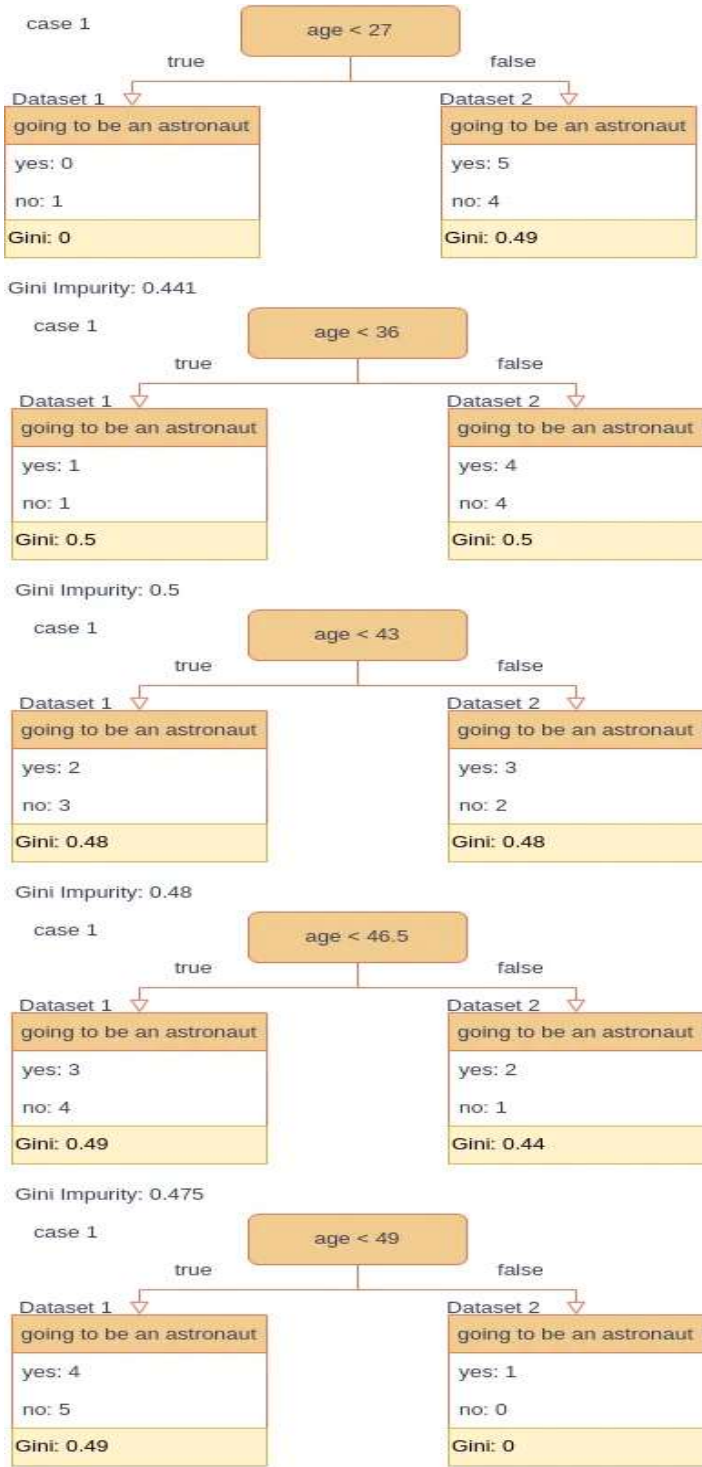 case 1
age < 27
true false
Dataset 1 Dataset 2
going to be an astronaut going to be an astronaut
yes: 0 yes: 5
no: 1 no: 4
Gini: 0 Gini: 0.49
Gini Impurity: 0.441
case 1
age < 36
true false
Dataset 1 Dataset 2
going to be an astronaut going to be an astronaut
yes: 1 yes: 4
no: 1 no: 4
Gini: 0.5 Gini: 0.5
Gini Impurity: 0.5
case 1
age < 43
true false
Dataset 1 Dataset 2
going to be an astronaut going to be an astronaut
yes: 2 yes: 3
no: 3 no: 2
Gini: 0.48 Gini: 0.48
Gini Impurity: 0.48
case 1
age < 46.5
true false
Dataset 1 Dataset 2
going to be an astronaut going to be an astronaut
yes: 3 yes: 2
no: 4 no: 1
Gini: 0.49 Gini: 0.44
Gini Impurity: 0.475
case 1
age < 49
true false
Dataset 1 Dataset 2
going to be an astronaut going to be an astronaut
yes: 4 yes: 1
no: 5 no: 0
Gini: 0.49 Gini: 0